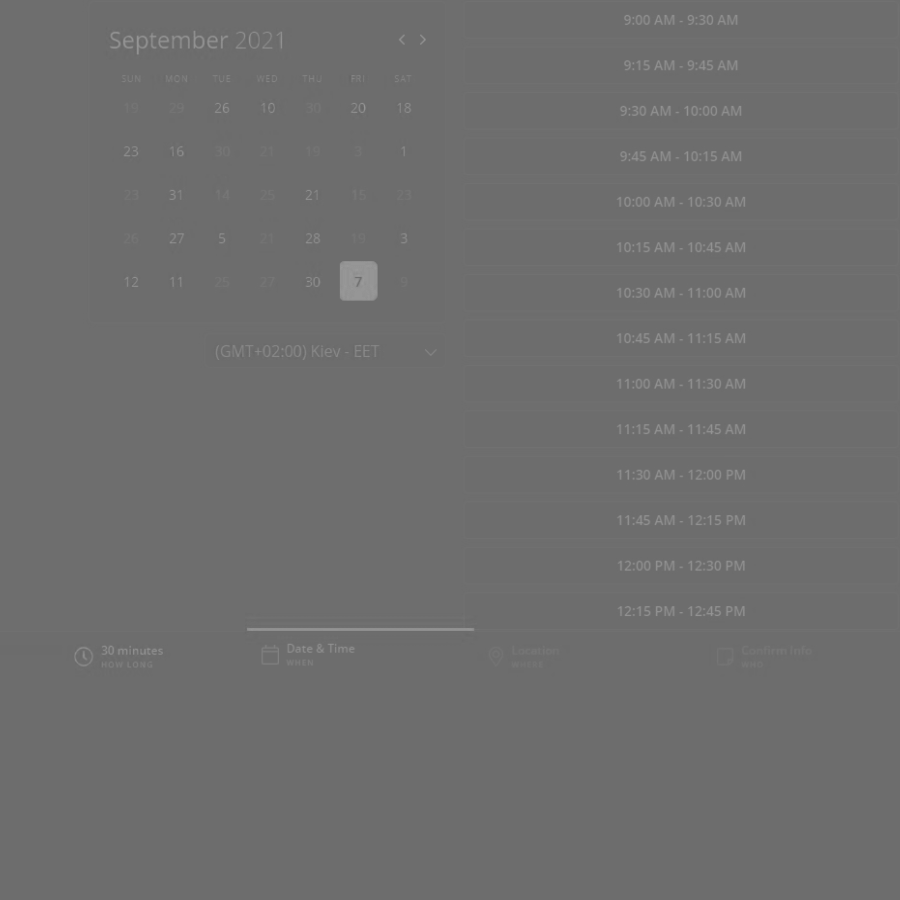 September 2021
SUN MON TUE WED THU FRI SAT
19 29 26 10 30 20 18
23 16 30 21 19 3 1
23 31 14 26 21 15 23
26 27 5 21 28 19 3
12 11 25 27 30 7 9
(GMT+02:00) Kiev - EET
9:00 AM - 9:30 AM
9:15 AM - 9:45 AM
9:30 AM - 10:00 AM
9:45 AM - 10:15 AM
10:00 AM - 10:30 AM
10:15 AM - 10:45 AM
10:30 AM - 11:00 AM
10:45 AM - 11:15 AM
11:00 AM - 11:30 AM
11:15 AM - 11:45 AM
11:30 AM - 12:00 PM
11:45 AM - 12:15 PM
12:00 PM - 12:30 PM
12:15 PM - 12:45 PM
30 minutes
HOW LONG
Date & Time
WHEN
Location
WHERE
Confirm Info
WHO